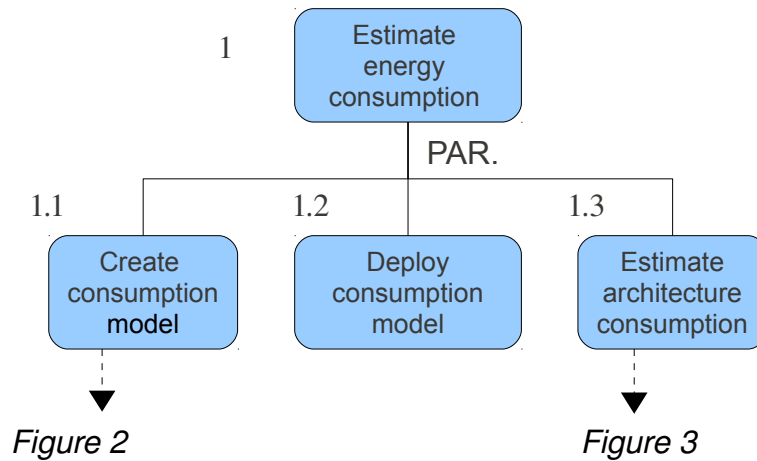 1
Estimate
energy
consumption
PAR.
1.1
1.2
1.3
Create
consumption
model
Deploy
consumption
model
Estimate
architecture
consumption
Figure 2
Figure 3